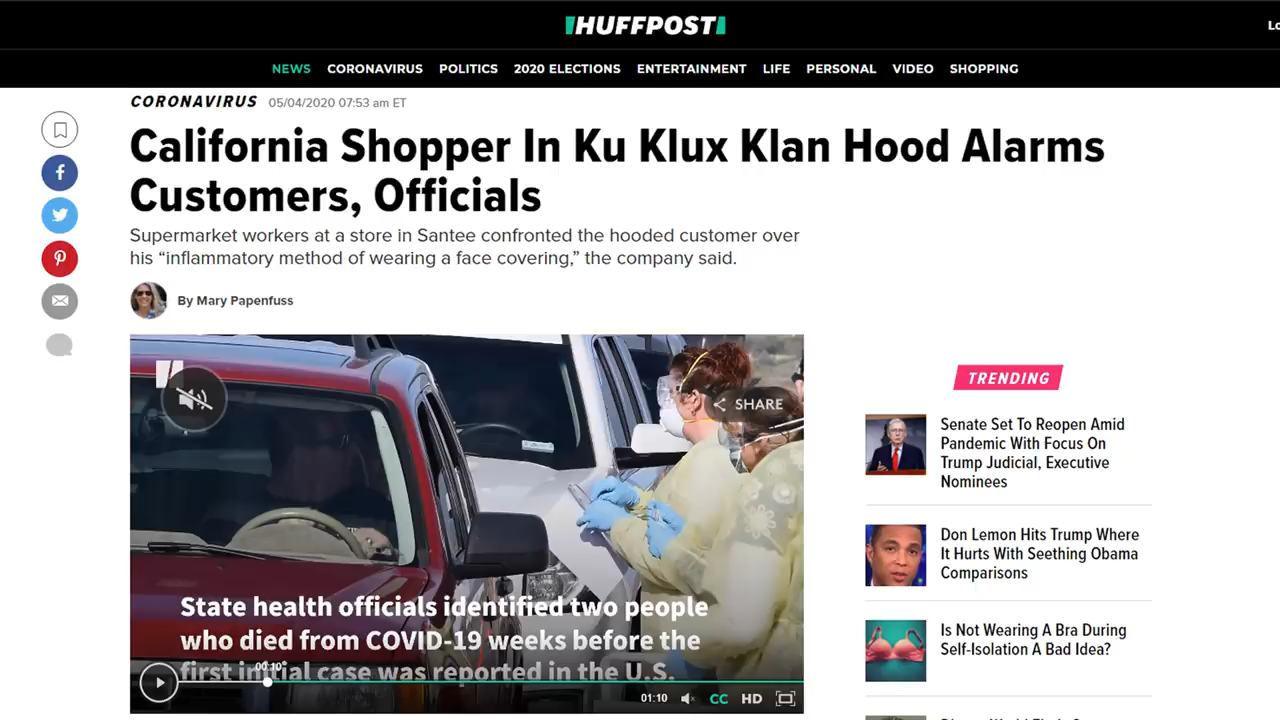 HUFFPOST
NEWS CORONAVIRUS POLITICS 2020 ELECTIONS ENTERTAINMENT LIFE PERSONAL VIDEO SHOPPING
CORONAVIRUS 05/04/2020 07:53 am ET
California Shopper In Ku Klux Klan Hood Alarms
Customers, Officials
Supermarket workers at a store in Santee confronted the hooded customer over
his “inflammatory method of wearing a face covering,” the company said.
By Mary Papenfuss
SHARE
State health officials identified two people
who died from COVID-19 weeks before the
first initial case was reported in the U.S.
00:10
01:10 CC HD
TRENDING
Senate Set To Reopen Amid
Pandemic With Focus On
Trump Judicial, Executive
Nominees
Don Lemon Hits Trump Where
It Hurts With Seething Obama
Comparisons
Is Not Wearing A Bra During
Self-Isolation A Bad Idea?